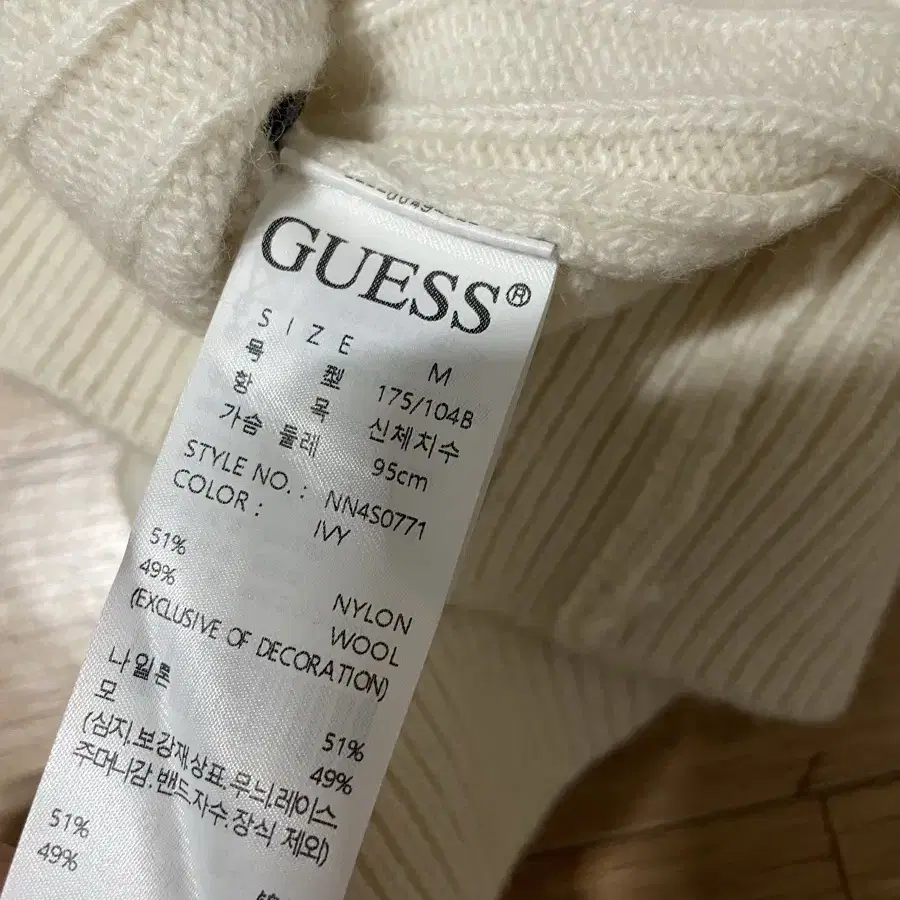 GUESS®
SIZE M
호 型 175/104B
항 목 신체치수
가슴 둘레 95cm
STYLE NO. : NN4S0771
COLOR : IVY
51% NYLON
49% WOOL
(EXCLUSIVE OF DECORATION)
나일론 51%
모 49%
(심지.보강재.상표.무늬.레이스
주머니감.밴드자수.장식 제외)
51%
49%